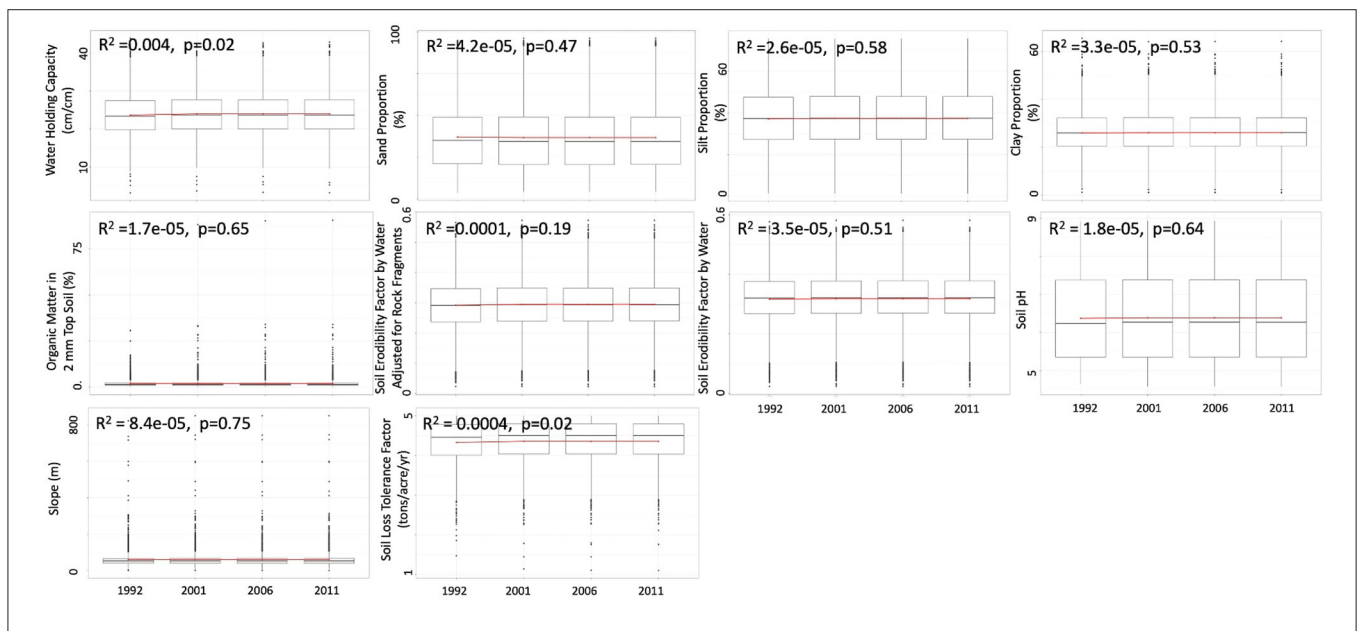 R² =0.004, p=0.02
Water Holding Capacity
(cm/cm)
40
10
R² =4.2e-05, p=0.47
Sand Proportion
(%)
100
0
R² =2.6e-05, p=0.58
Silt Proportion
(%)
60
0
R² =3.3e-05, p=0.53
Clay Proportion
(%)
60
0
R² =1.7e-05, p=0.65
Organic Matter in
2 mm Top Soil (%)
75
0.
R² =0.0001, p=0.19
Soil Erodibility Factor by Water
Adjusted for Rock Fragments
0.6
0
R² =3.5e-05, p=0.51
Soil Erodibility Factor by Water
0.6
0
1992 2001 2006 2011
R² =1.8e-05, p=0.64
Soil pH
9
5
1992 2001 2006 2011
R² = 8.4e-05, p=0.75
Slope (m)
800
0
1992 2001 2006 2011
R² = 0.0004, p=0.02
Soil Loss Tolerance Factor
(tons/acre/yr)
5
1
1992 2001 2006 2011